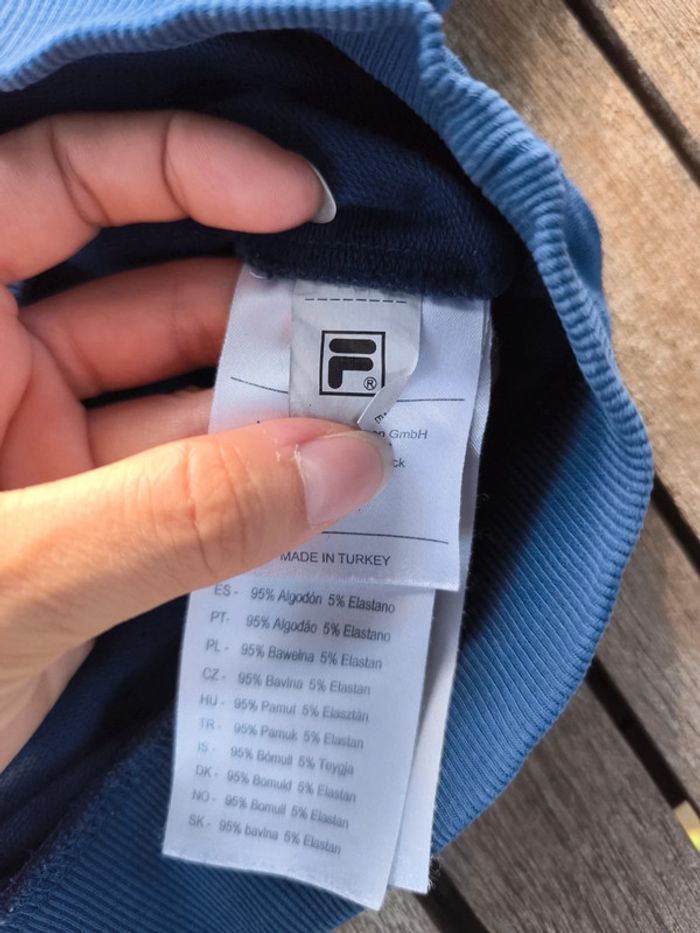 F®
GmbH
MADE IN TURKEY
ES - 95% Algodón 5% Elastano
PT- 95% Algodão 5% Elastano
PL - 95% Bawełna 5% Elastan
CZ - 95% Bavlna 5% Elastan
HU - 95% Pamut 5% Elasztán
TR - 95% Pamuk 5% Elastan
IS - 95% Bómull 5% Teygja
DK - 95% Bomuld 5% Elastan
NO - 95% Bomull 5% Elastan
SK - 95% bavlna 5% Elastan